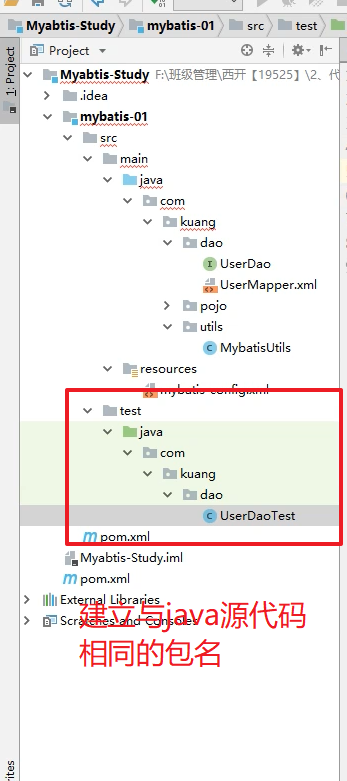 Myabtis-Study mybatis-01 src test
1: Project
Project
Myabtis-Study F:\班级管理\西开【19525】\2、代
.idea
mybatis-01
src
main
java
com
kuang
dao
UserDao
UserMapper.xml
pojo
utils
MybatisUtils
resources
mybatis-config.xml
test
java
com
kuang
dao
UserDaoTest
pom.xml
Myabtis-Study.iml
pom.xml
External Libraries
Scratches and Consoles
建立与java源代码
相同的包名